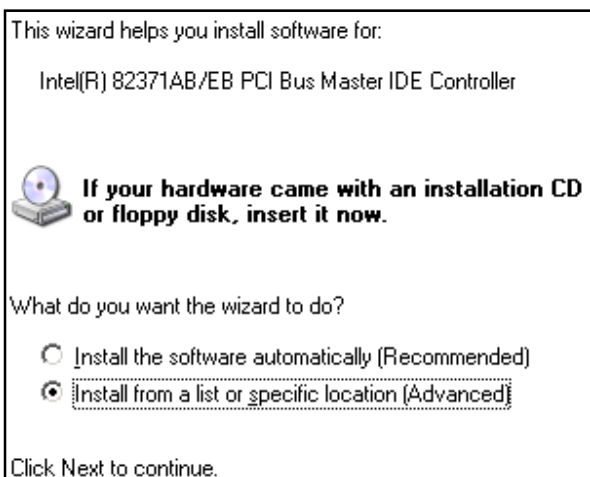 This wizard helps you install software for:
Intel(R) 82371AB/EB PCI Bus Master IDE Controller
If your hardware came with an installation CD
or floppy disk, insert it now.
What do you want the wizard to do?
Install the software automatically (Recommended)
Install from a list or specific location (Advanced)
Click Next to continue.